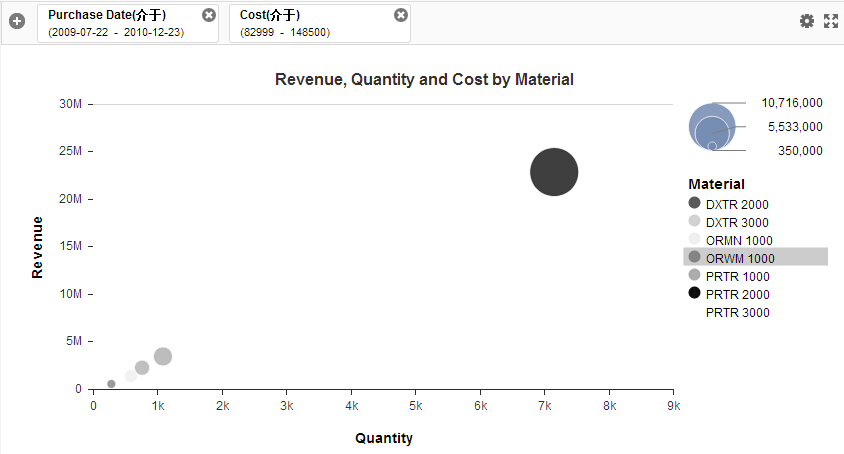 Purchase Date(介于)
(2009-07-22 - 2010-12-23)
Cost(介于)
(82999 - 148500)
Revenue, Quantity and Cost by Material
30M
25M
20M
15M
10M
5M
0
Revenue
0 1k 2k 3k 4k 5k 6k 7k 8k 9k
Quantity
10,716,000
5,533,000
350,000
Material
DXTR 2000
DXTR 3000
ORMN 1000
ORWM 1000
PRTR 1000
PRTR 2000
PRTR 3000